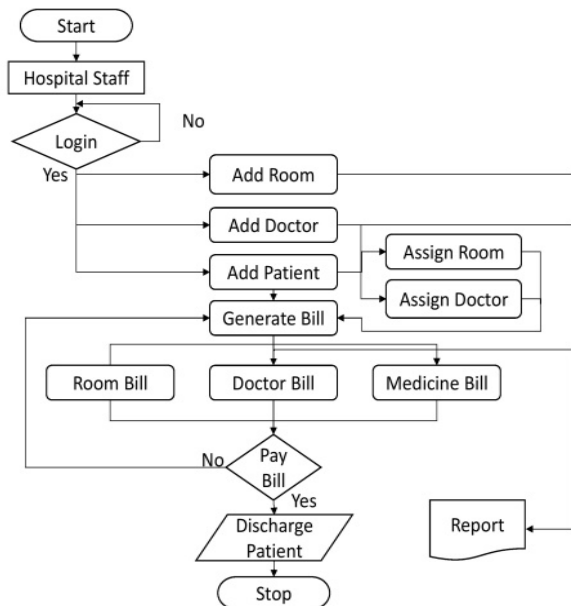 Start
Hospital Staff
No
Login
Yes
Add Room
Add Doctor
Assign Room
Add Patient
Assign Doctor
Generate Bill
Room Bill
Doctor Bill
Medicine Bill
No
Pay
Bill
Yes
Discharge
Patient
Report
Stop